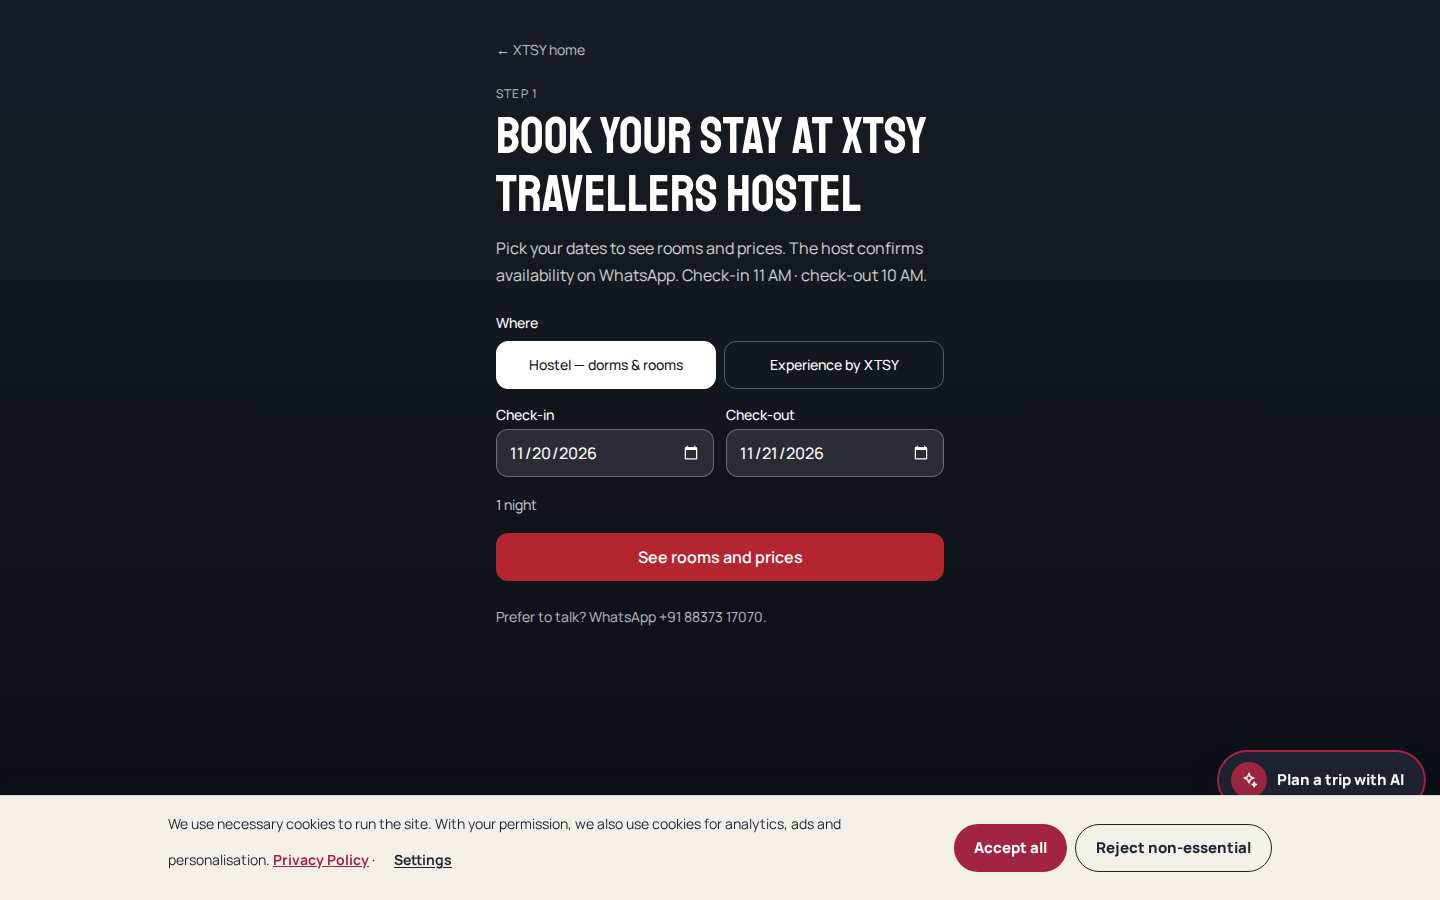 ← XTSY home
STEP 1
BOOK YOUR STAY AT XTSY
TRAVELLERS HOSTEL
Pick your dates to see rooms and prices. The host confirms
availability on WhatsApp. Check-in 11 AM · check-out 10 AM.
Where
Hostel — dorms & rooms
Experience by XTSY
Check-in
Check-out
11/20/2026
11/21/2026
1 night
See rooms and prices
Prefer to talk? WhatsApp +91 88373 17070.
Plan a trip with AI
We use necessary cookies to run the site. With your permission, we also use cookies for analytics, ads and
personalisation. Privacy Policy · Settings
Accept all
Reject non-essential